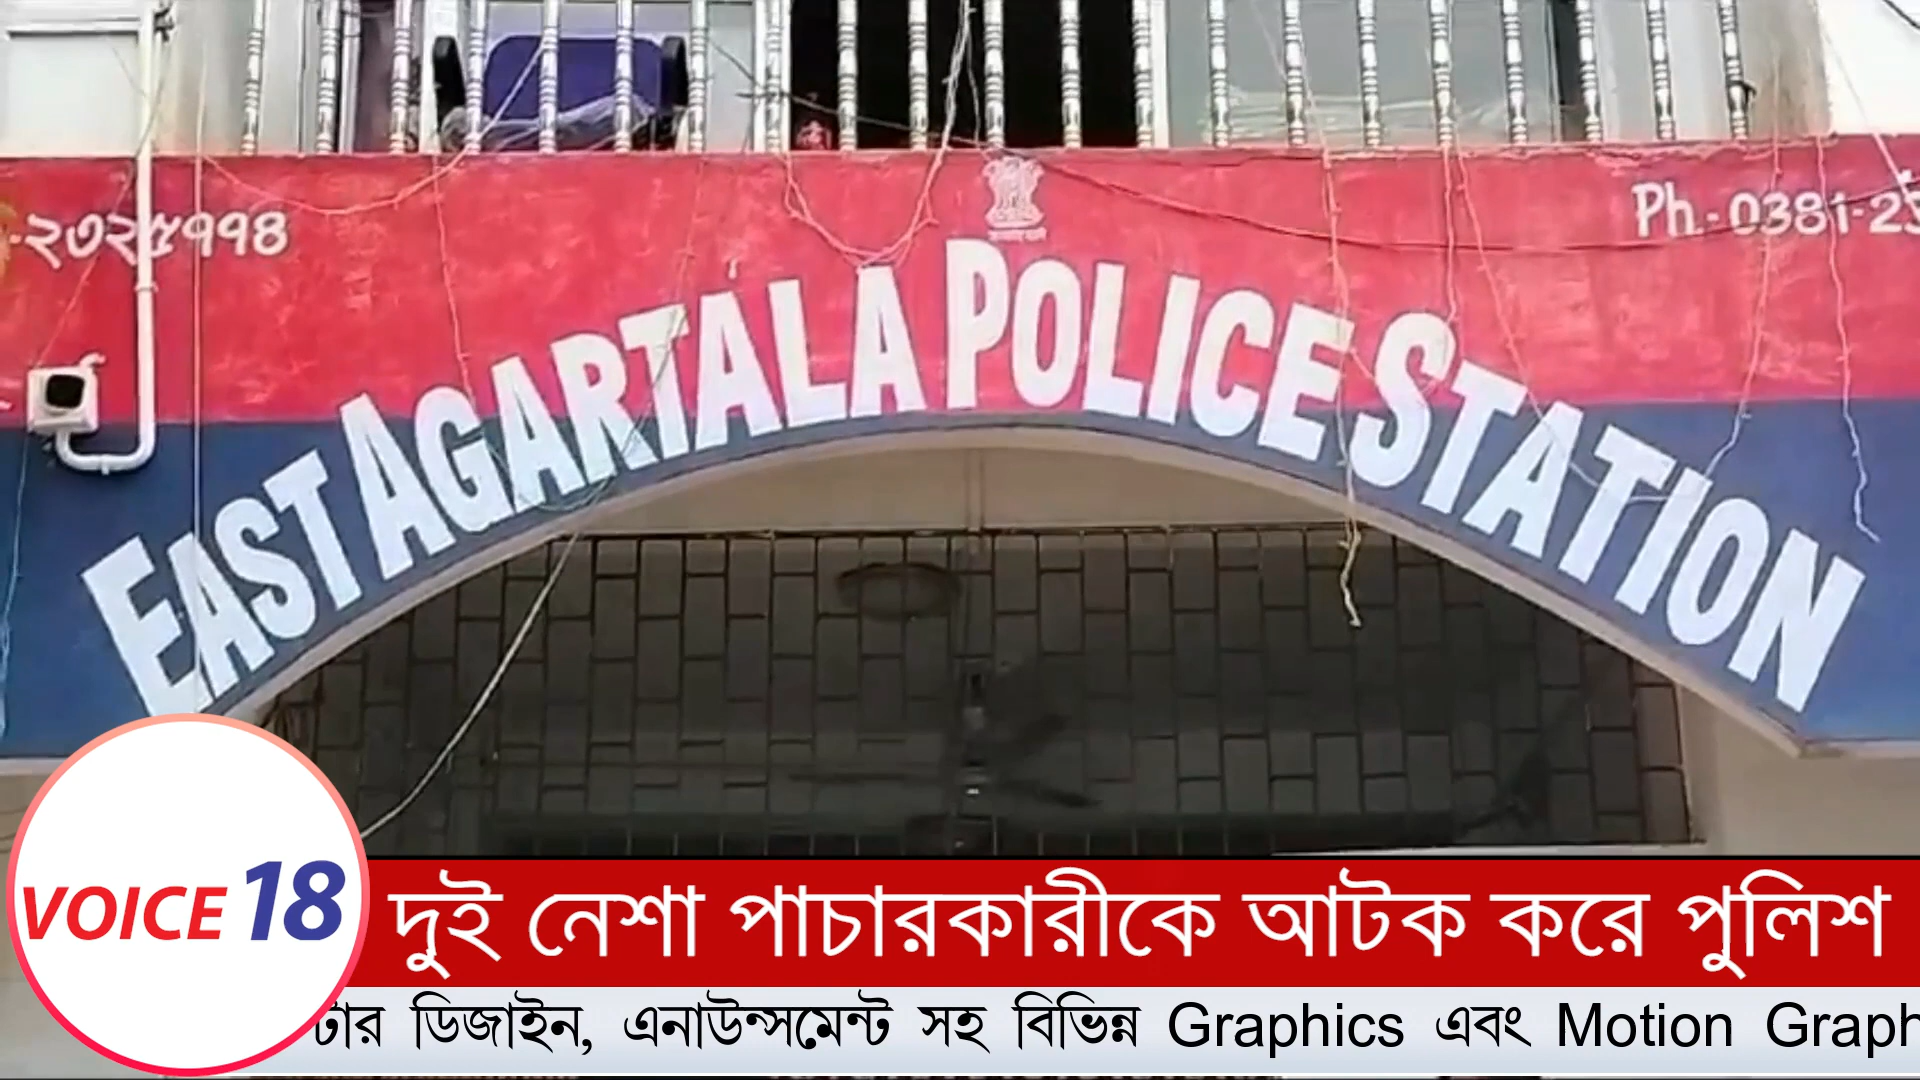 -২৩২৫৭৭৪
Ph.-0381-23
EAST AGARTALA POLICE STATION
VOICE 18
দুই নেশা পাচারকারীকে আটক করে পুলিশ
টার ডিজাইন, এনাউন্সমেন্ট সহ বিভিন্ন Graphics এবং Motion Graph